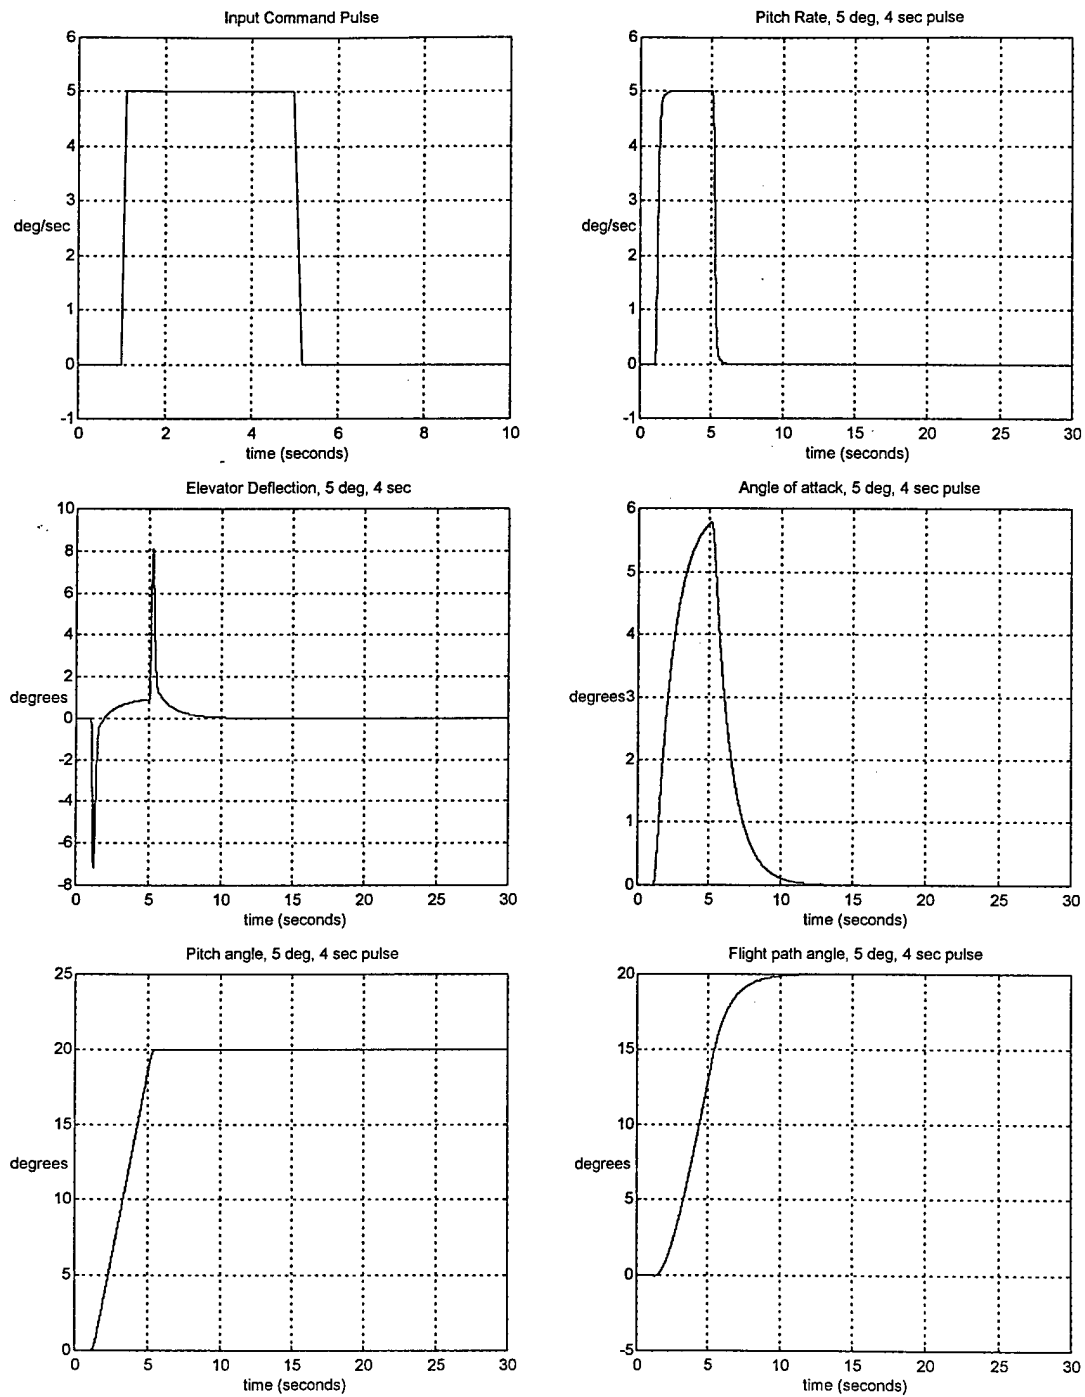 Input Command Pulse
6
5
4
3
deg/sec
2
1
0
-1
0 2 4 6 8 10
time (seconds)
Pitch Rate, 5 deg, 4 sec pulse
6
5
4
3
deg/sec
2
1
0
-1
0 5 10 15 20 25 30
time (seconds)
Elevator Deflection, 5 deg, 4 sec
10
8
6
4
2
degrees
0
-2
-4
-6
-8
0 5 10 15 20 25 30
time (seconds)
Angle of attack, 5 deg, 4 sec pulse
6
5
4
degrees3
2
1
0
0 5 10 15 20 25 30
time (seconds)
Pitch angle, 5 deg, 4 sec pulse
25
20
15
degrees
10
5
0
0 5 10 15 20 25 30
time (seconds)
Flight path angle, 5 deg, 4 sec pulse
20
15
10
degrees
5
0
-5
0 5 10 15 20 25 30
time (seconds)